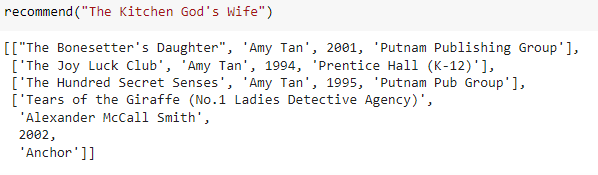 recommend("The Kitchen God's Wife")
[["The Bonesetter's Daughter", 'Amy Tan', 2001, 'Putnam Publishing Group'],
['The Joy Luck Club', 'Amy Tan', 1994, 'Prentice Hall (K-12)'],
['The Hundred Secret Senses', 'Amy Tan', 1995, 'Putnam Pub Group'],
['Tears of the Giraffe (No.1 Ladies Detective Agency)',
'Alexander McCall Smith',
2002,
'Anchor']]